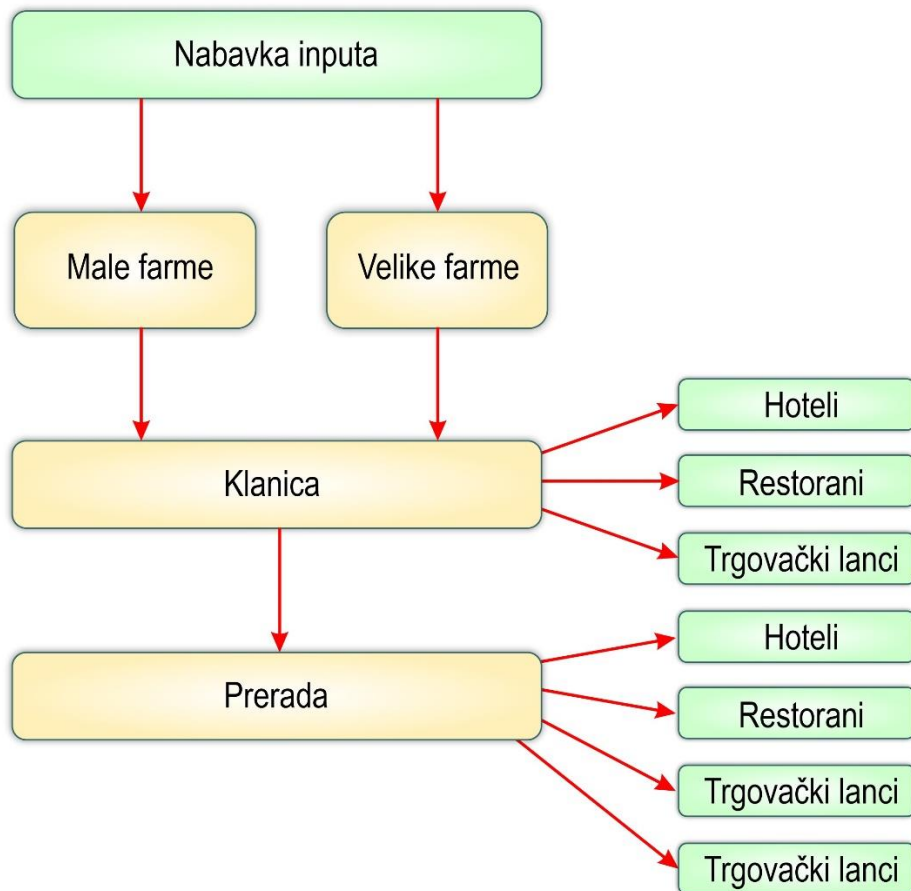 Nabavka inputa
Male farme
Velike farme
Klanica
Hoteli
Restorani
Trgovački lanci
Prerada
Hoteli
Restorani
Trgovački lanci
Trgovački lanci